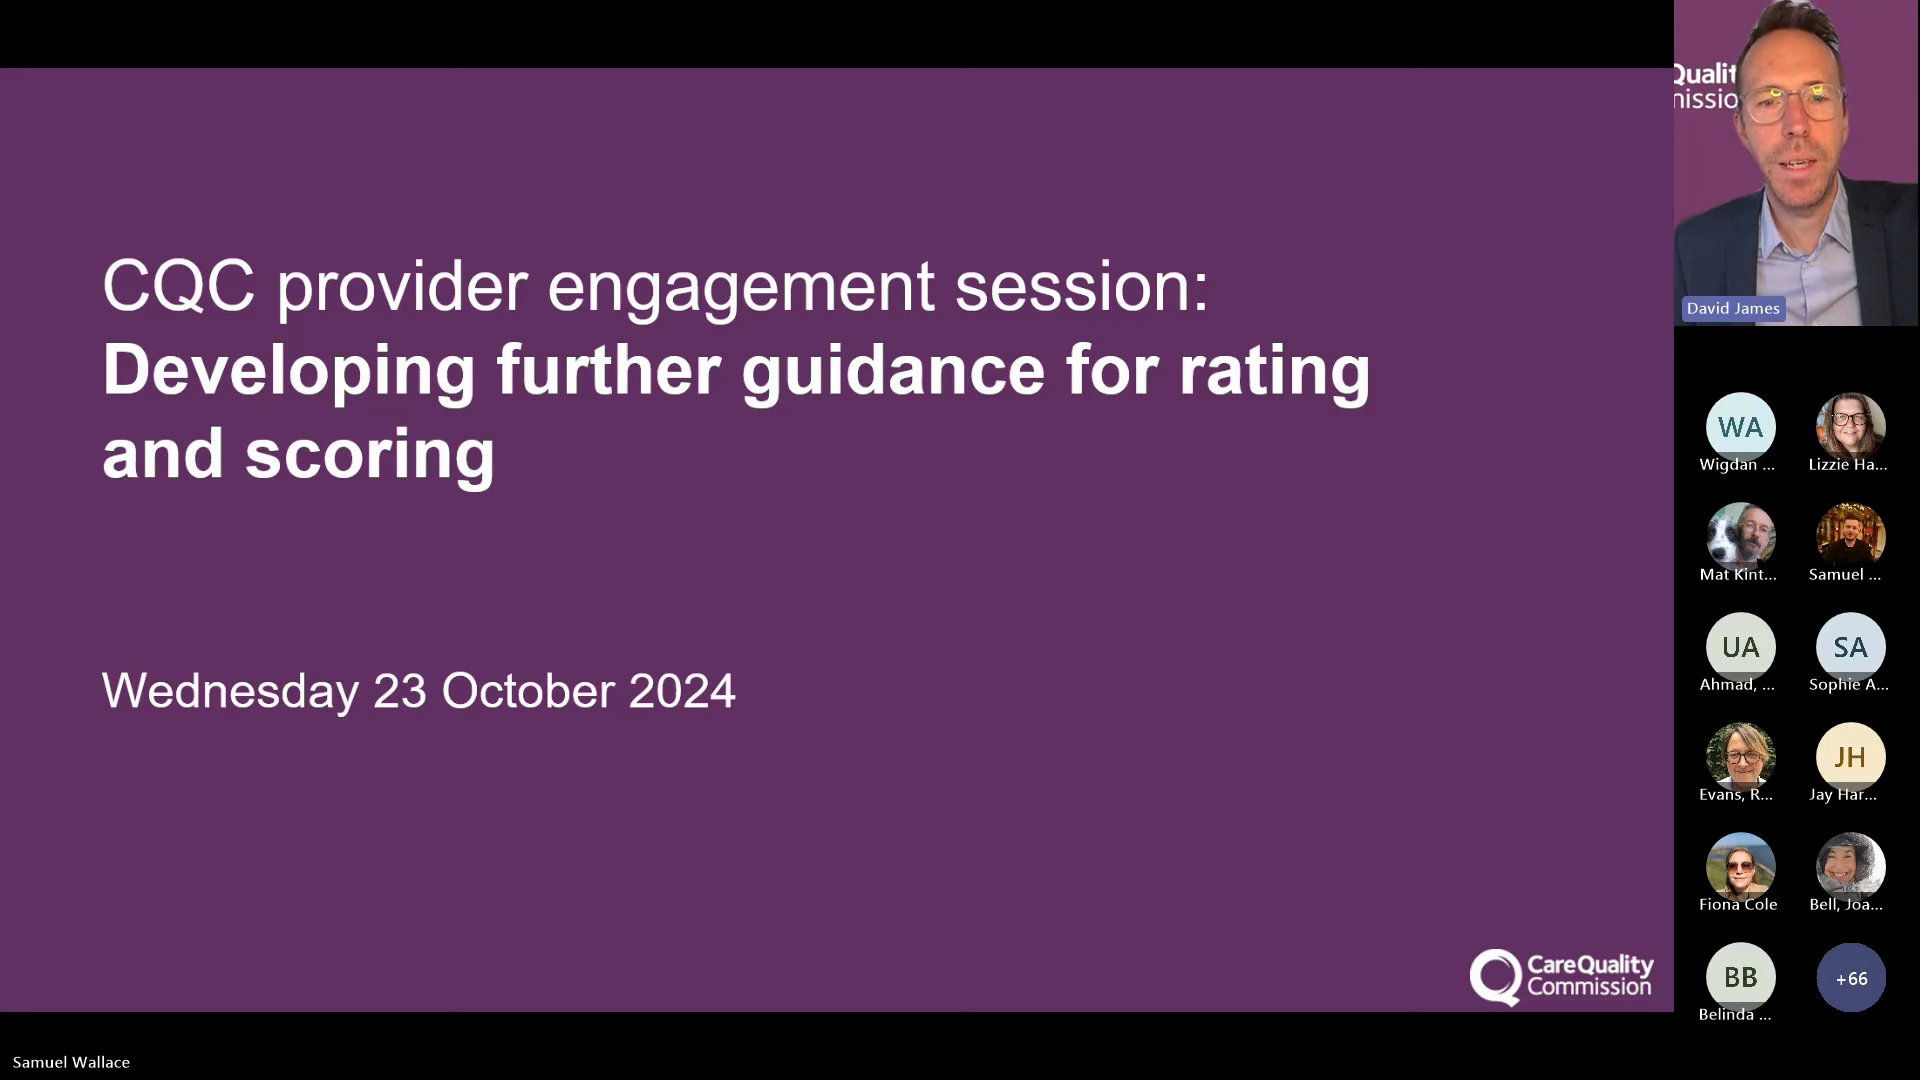 CQC provider engagement session:
Developing further guidance for rating
and scoring
Wednesday 23 October 2024
CareQuality
Commission
Samuel Wallace
Qualit
nissio
David James
WA
Wigdan ...
Lizzie Ha...
Mat Kint...
Samuel ...
UA
Ahmad, ...
SA
Sophie A...
Evans, R...
JH
Jay Har...
Fiona Cole
Bell, Joa...
BB
Belinda ...
+66